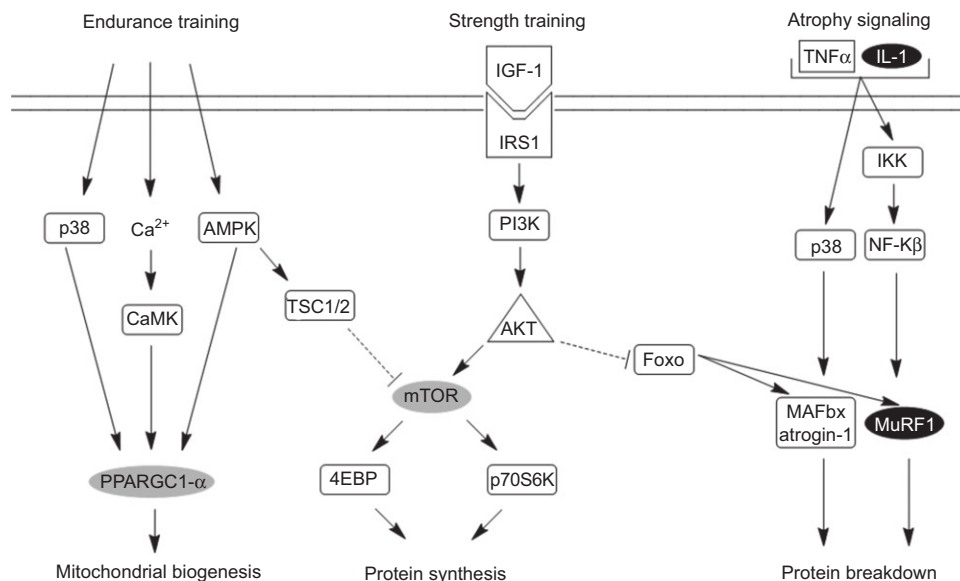 Endurance training
Strength training
Atrophy signaling
TNFα
IL-1
IGF-1
IRS1
IKK
p38
Ca2+
AMPK
PI3K
p38
NF-Kβ
CaMK
TSC1/2
AKT
Foxo
mTOR
MAFbx
atrogin-1
MuRF1
PPARGC1-α
4EBP
p70S6K
Mitochondrial biogenesis
Protein synthesis
Protein breakdown